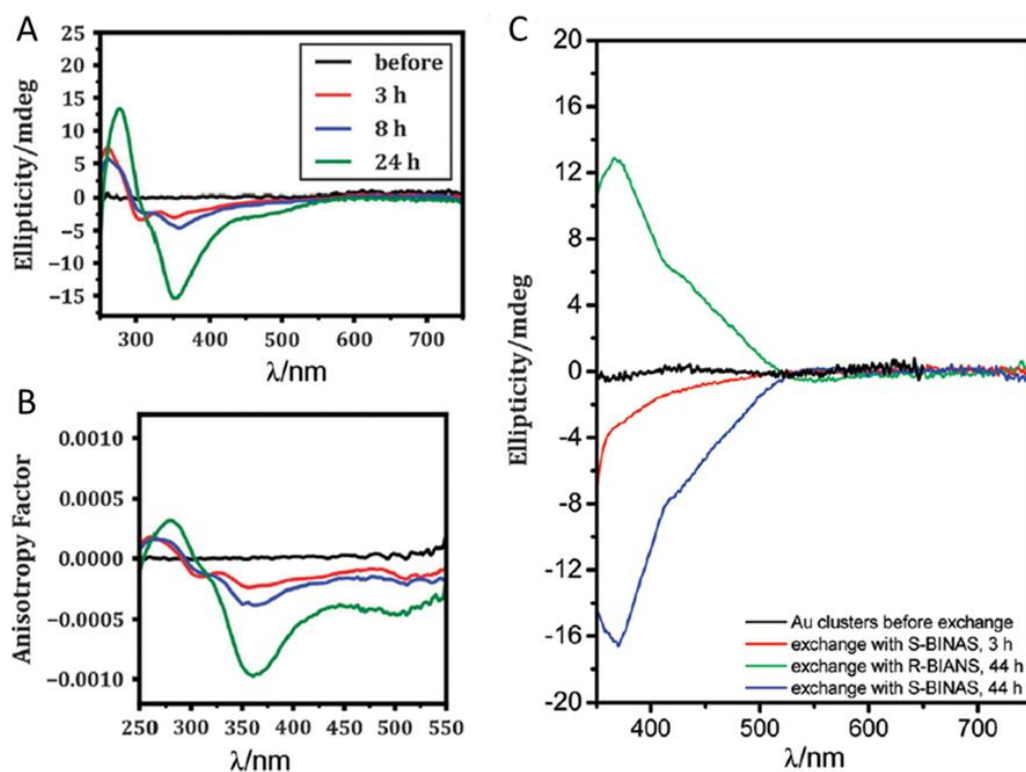 A
25
20
15
10
5
0
−5
−10
−15
Ellipticity/mdeg
before
3 h
8 h
24 h
300 400 500 600 700
λ/nm
B
0.0010
0.0005
0.0000
−0.0005
−0.0010
Anisotropy Factor
250 300 350 400 450 500 550
λ/nm
C
20
16
12
8
4
0
-4
-8
-12
-16
-20
Ellipticity/mdeg
Au clusters before exchange
exchange with S-BINAS, 3 h
exchange with R-BIANS, 44 h
exchange with S-BINAS, 44 h
400 500 600 700
λ/nm